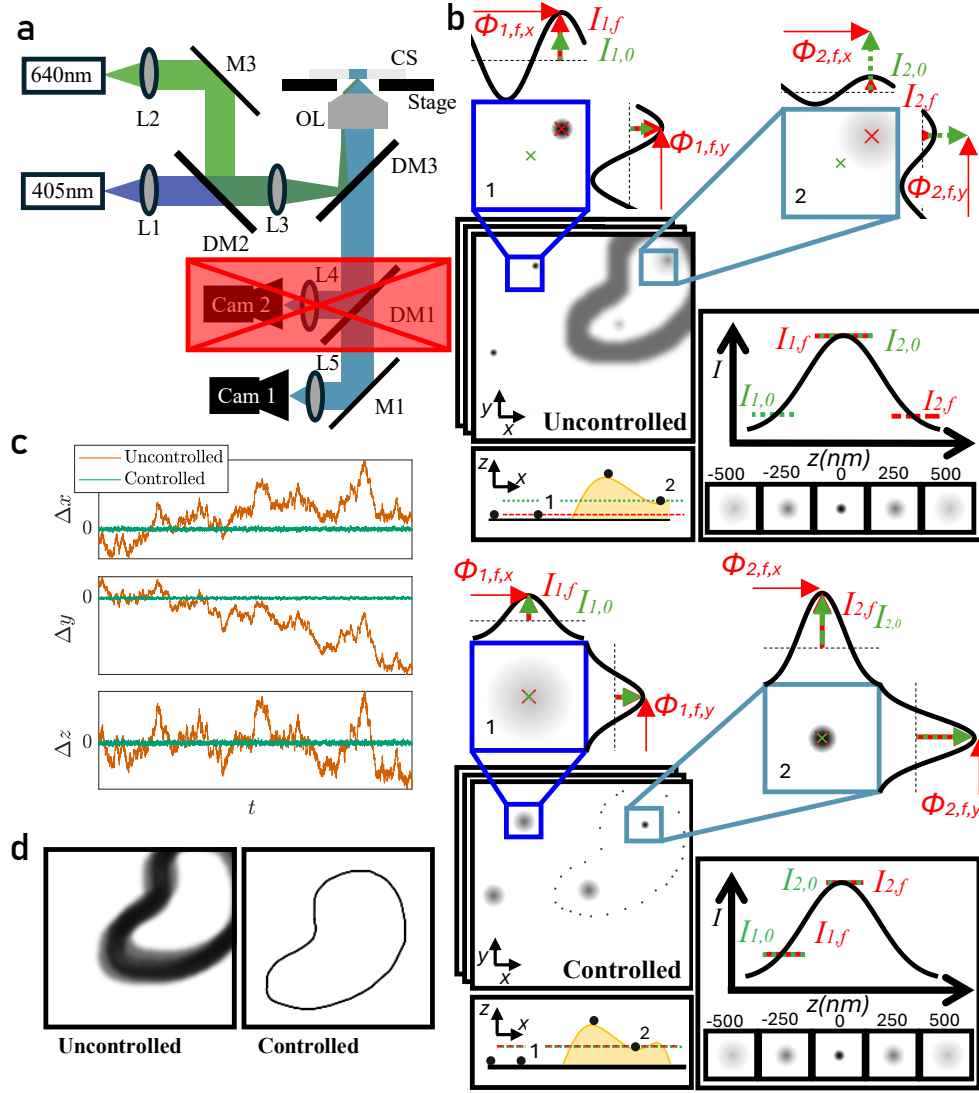 a
640nm
L2
M3
CS
OL
Stage
405nm
L1
DM2
L3
DM3
L4
Cam 2
DM1
L5
Cam 1
M1
b
Φ1,f,x
I1,f
I1,0
1
Φ1,f,y
Φ2,f,x
I2,0
I2,f
2
Φ2,f,y
y
x
Uncontrolled
z
x
1
2
I
I1,f
I2,0
I1,0
I2,f
z(nm)
-500
-250
0
250
500
c
Uncontrolled
Controlled
Δx
0
Δy
0
Δz
0
t
Φ1,f,x
I1,f
I1,0
1
Φ1,f,y
Φ2,f,x
I2,f
I2,0
2
Φ2,f,y
y
x
Controlled
z
x
1
2
I
I2,0
I2,f
I1,0
I1,f
z(nm)
-500
-250
0
250
500
d
Uncontrolled
Controlled